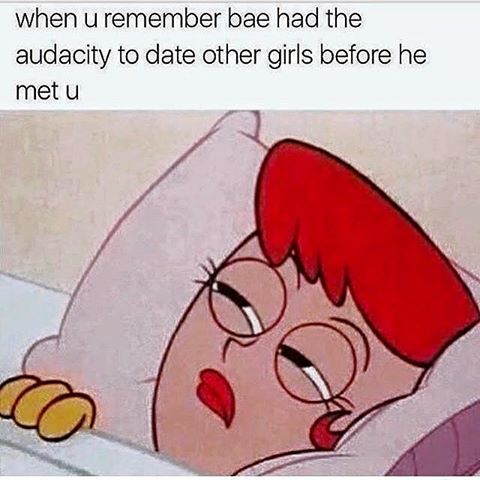 when u remember bae had the
audacity to date other girls before he
met u